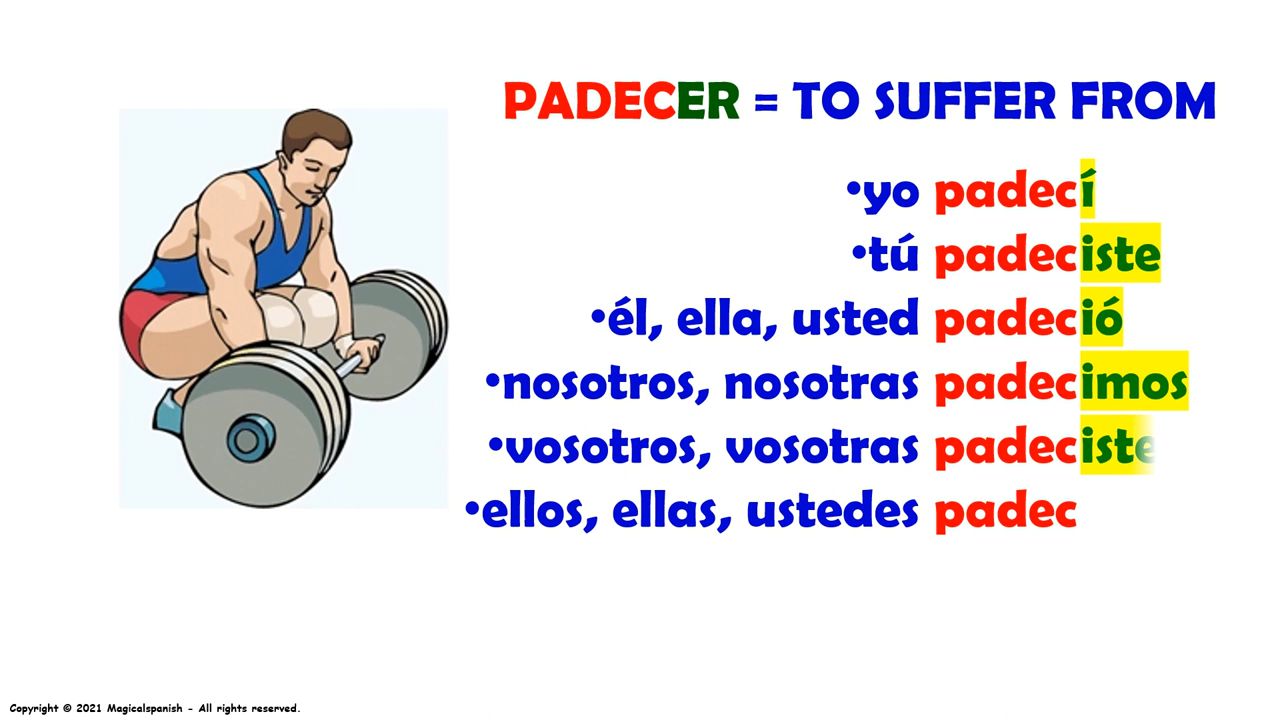 PADECER = TO SUFFER FROM
•yo padecí
•tú padeciste
•él, ella, usted padeció
•nosotros, nosotras padecimos
•vosotros, vosotras padeciste
•ellos, ellas, ustedes padec
Copyright © 2021 Magicalspanish - All rights reserved.